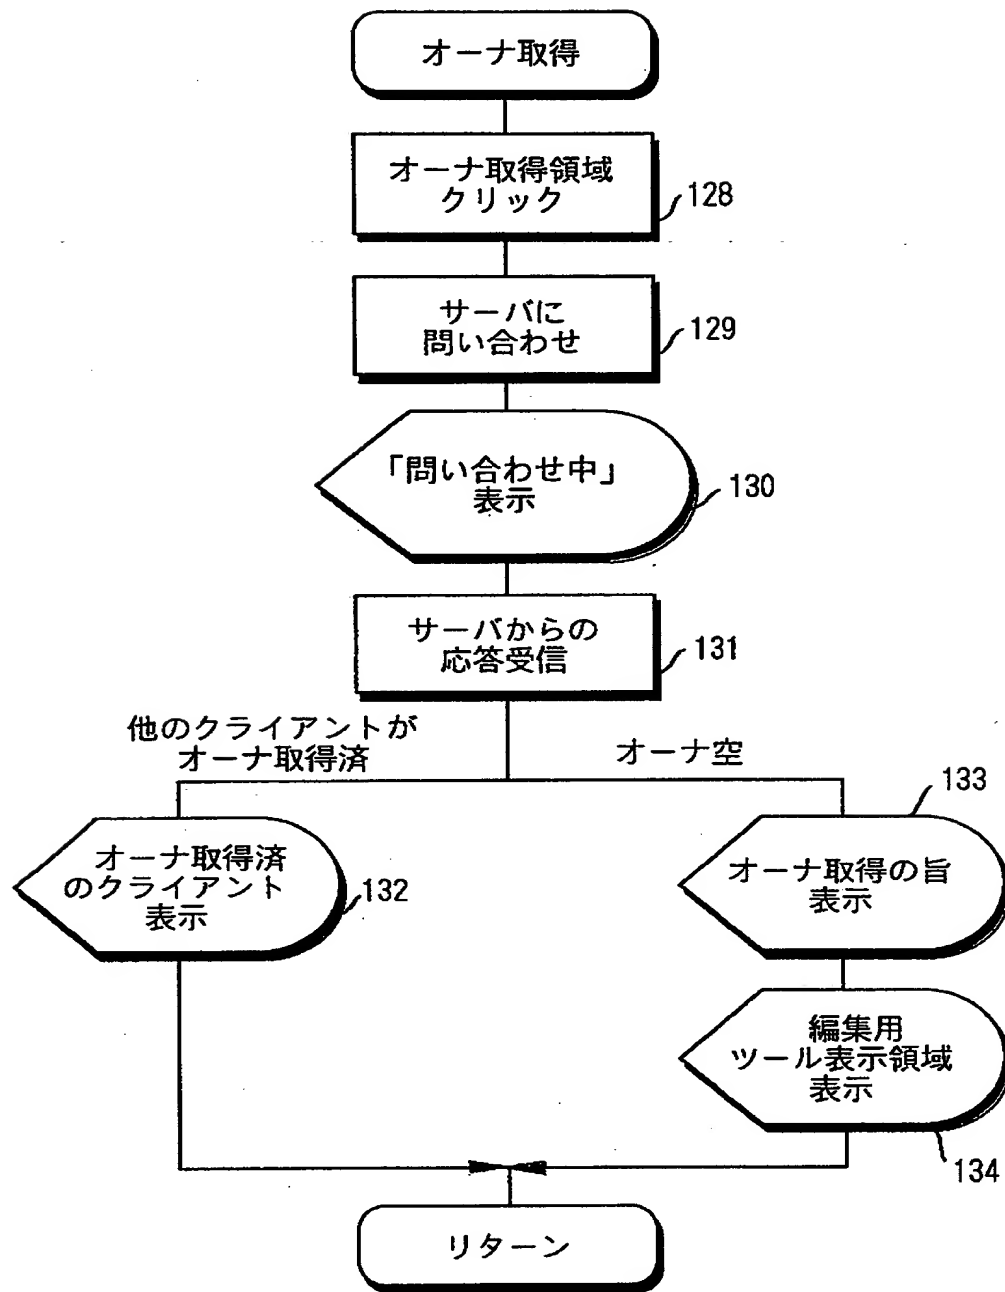 オーナ取得
オーナ取得領域
クリック
128
サーバに
問い合わせ
129
「問い合わせ中」
表示
130
サーバからの
応答受信
131
他のクライアントが
オーナ取得済
オーナ空
オーナ取得済
のクライアント
表示
132
133
オーナ取得の旨
表示
編集用
ツール表示領域
表示
134
リターン